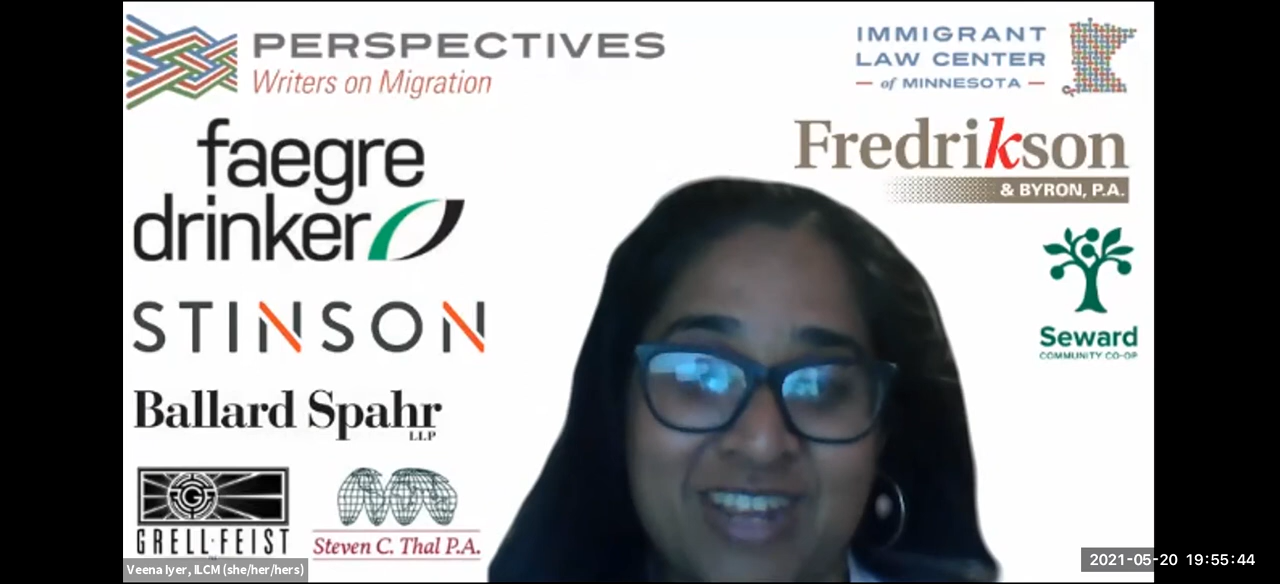 PERSPECTIVES
Writers on Migration
IMMIGRANT
LAW CENTER
of MINNESOTA
faegre
drinker
Fredrikson
& BYRON, P.A.
STINSON
Seward
COMMUNITY CO-OP
Ballard Spahr
LLP
GRELL·FEIST
Steven C. Thal P.A.
Veena Iyer, ILCM (she/her/hers)
2021-05-20 19:55:44